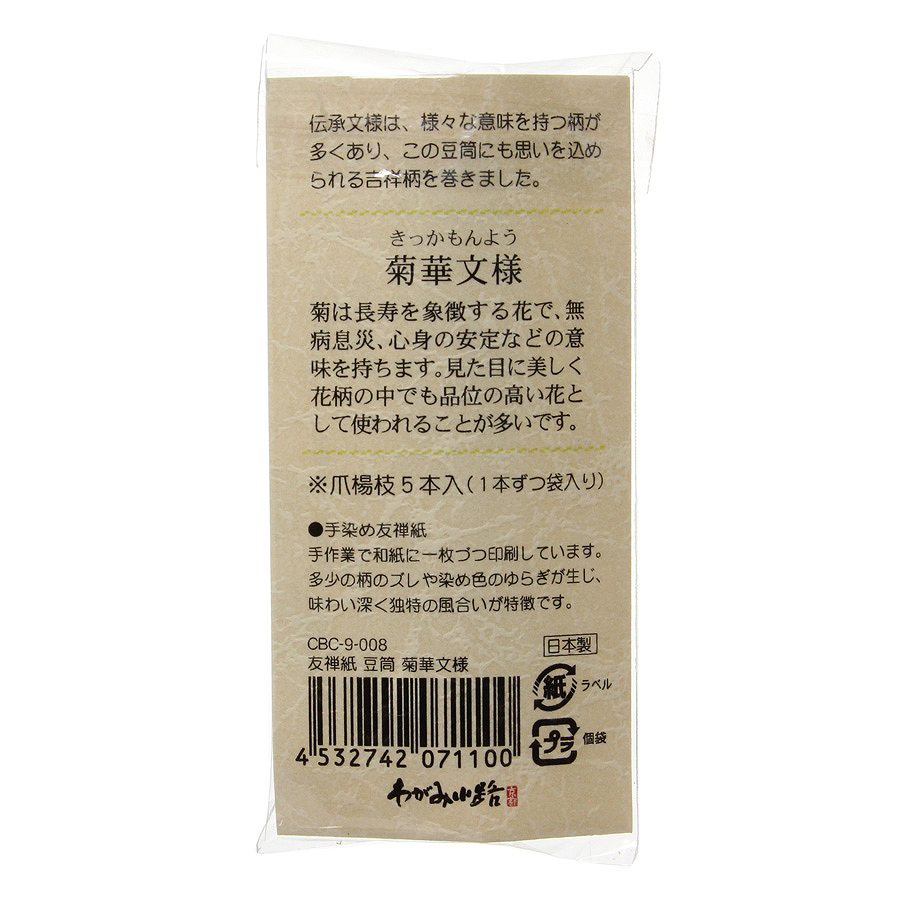 伝承文様は、様々な意味を持つ柄が
多くあり、この豆筒にも思いを込め
られる吉祥柄を巻きました。
きっかもんよう
菊華文様
菊は長寿を象徴する花で、無
病息災、心身の安定などの意
味を持ちます。見た目に美しく
花柄の中でも品位の高い花と
して使われることが多いです。
※爪楊枝5本入(1本ずつ袋入り)
●手染め友禅紙
手作業で和紙に一枚づつ印刷しています。
多少の柄のズレや染め色のゆらぎが生じ、
味わい深く独特の風合いが特徴です。
CBC-9-008
日本製
友禅紙 豆筒 菊華文様
紙 ラベル
プラ 個袋
4 532742 071100
わがみ小路 京都